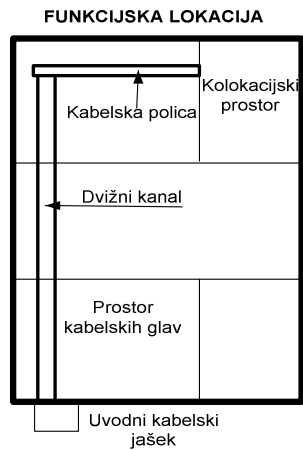 FUNKCIJSKA LOKACIJA
Kolokacijski
prostor
Kabelska polica
Dvižni kanal
Prostor
kabelskih glav
Uvodni kabelski
jašek